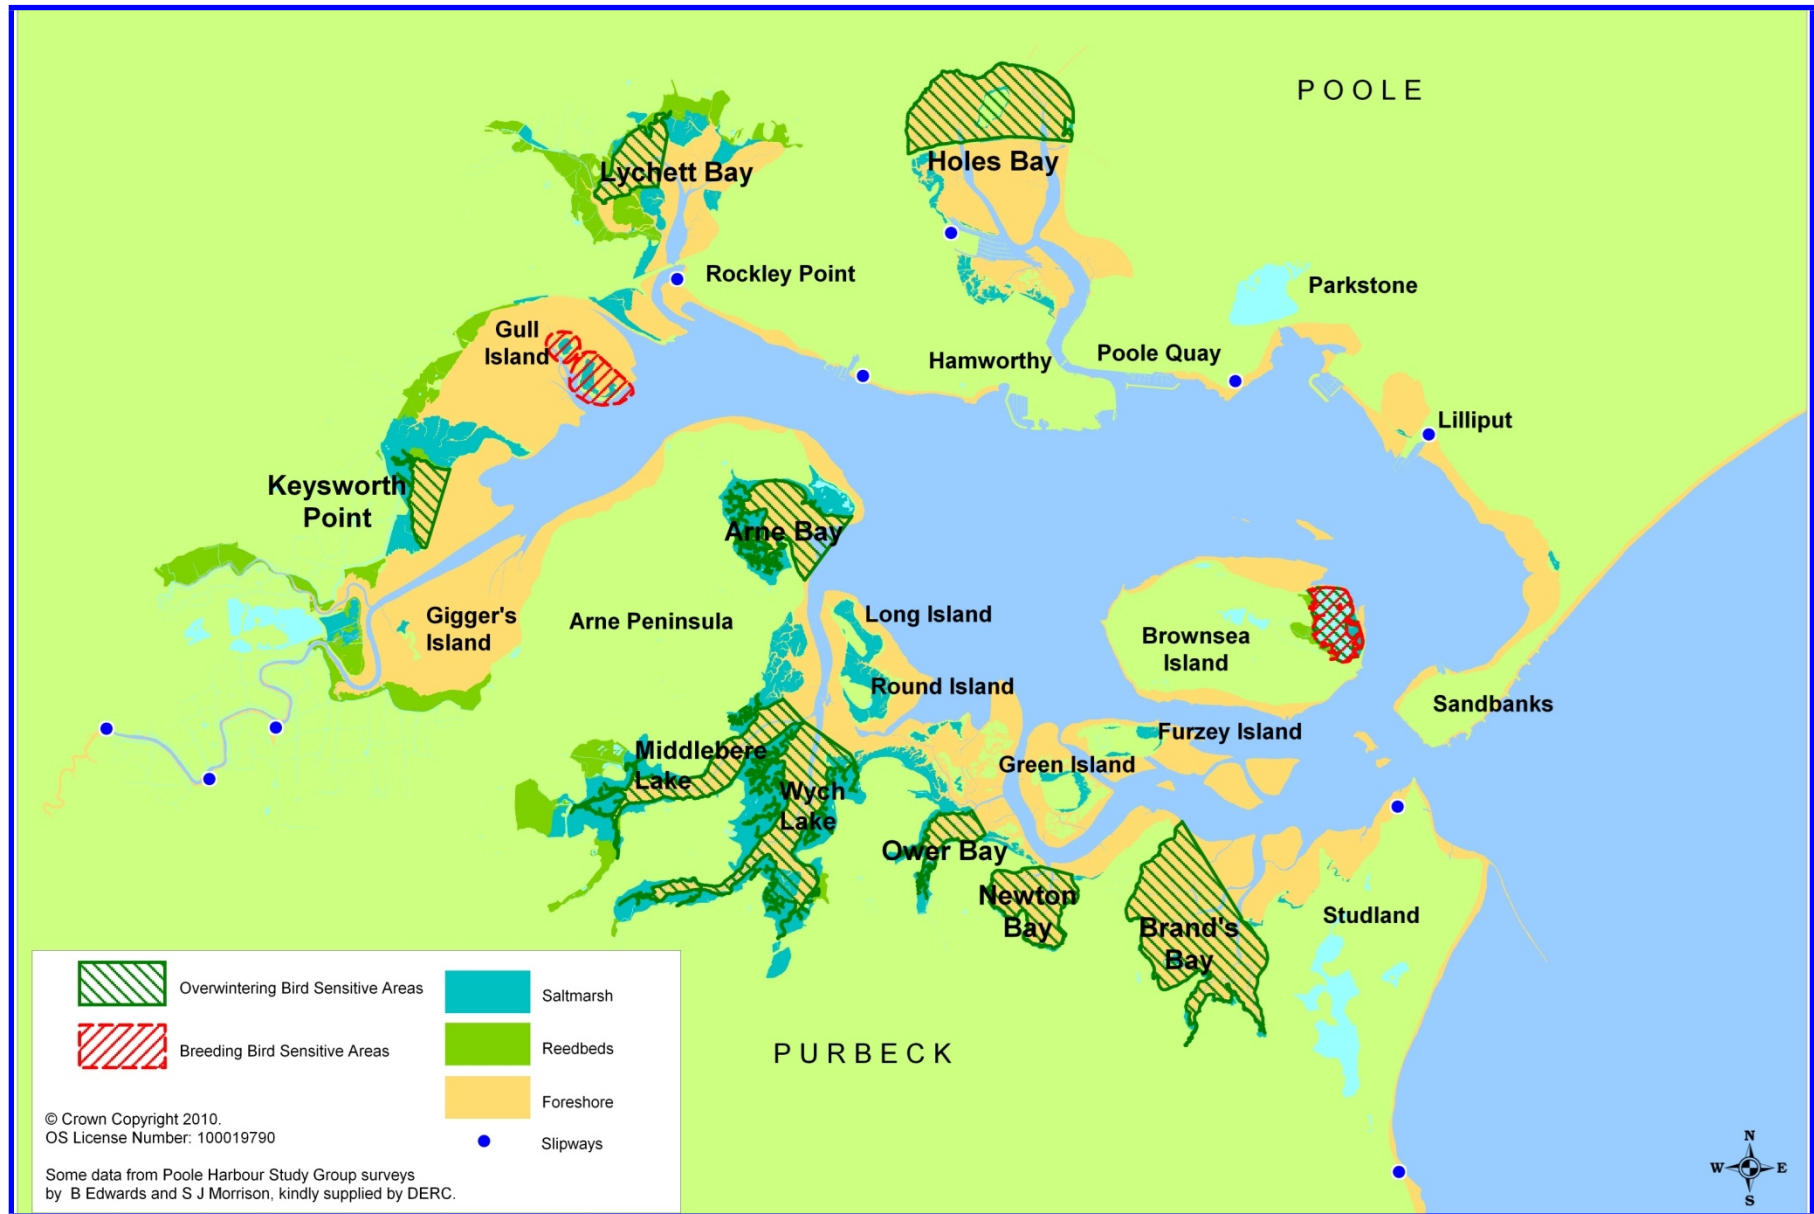 POOLE
Holes Bay
Lychett Bay
Rockley Point
Parkstone
Gull
Island
Hamworthy
Poole Quay
Lilliput
Keysworth
Point
Arne Bay
Gigger's
Island
Arne Peninsula
Long Island
Brownsea
Island
Round Island
Sandbanks
Furzey Island
Middlebere
Lake
Green Island
Wych
Lake
Ower Bay
Newton
Bay
Brand's
Bay
Studland
PURBECK
Overwintering Bird Sensitive Areas
Breeding Bird Sensitive Areas
Saltmarsh
Reedbeds
Foreshore
Slipways
© Crown Copyright 2010.
OS License Number: 100019790
Some data from Poole Harbour Study Group surveys
by B Edwards and S J Morrison, kindly supplied by DERC.
N
W E
S